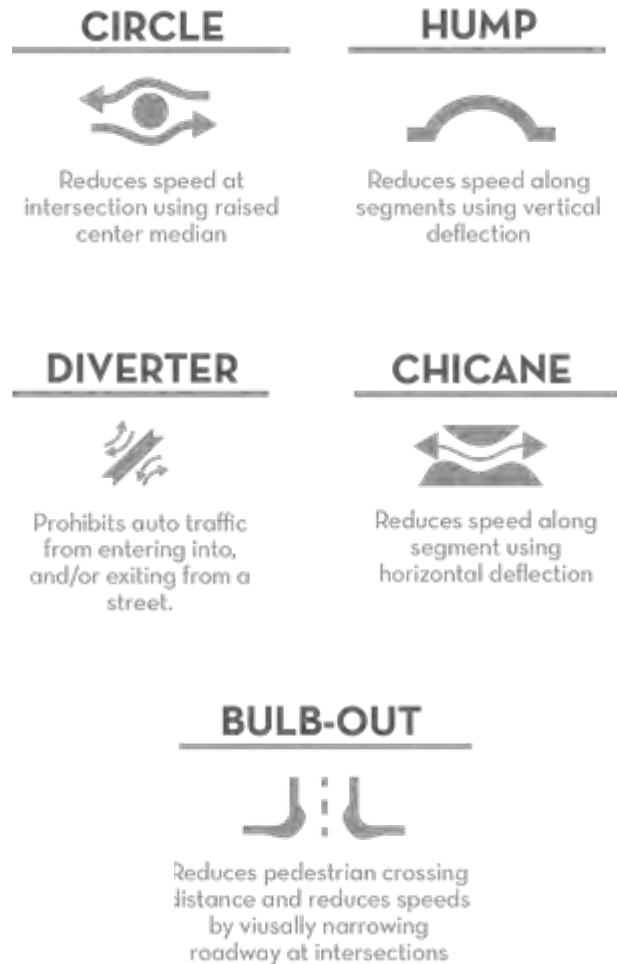 CIRCLE
Reduces speed at
intersection using raised
center median
HUMP
Reduces speed along
segments using vertical
deflection
DIVERTER
Prohibits auto traffic
from entering into,
and/or exiting from a
street.
CHICANE
Reduces speed along
segment using
horizontal deflection
BULB-OUT
Reduces pedestrian crossing
distance and reduces speeds
by viusally narrowing
roadway at intersections